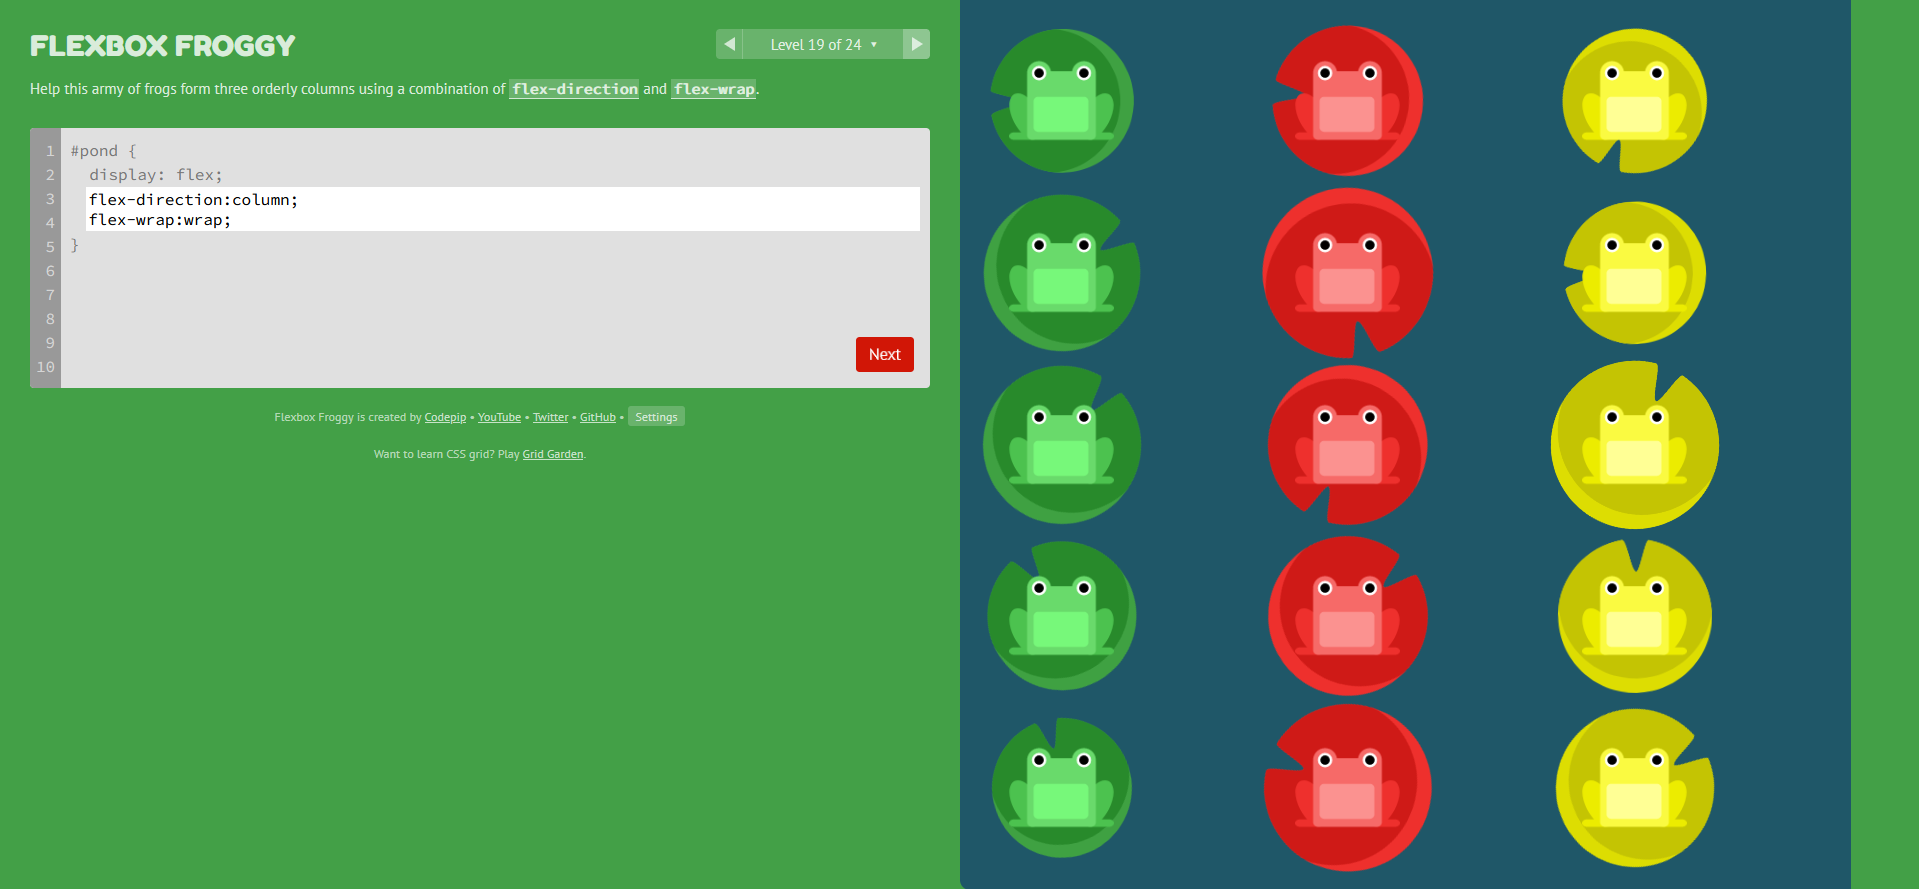 FLEXBOX FROGGY
Level 19 of 24 ▼
Help this army of frogs form three orderly columns using a combination of flex-direction and flex-wrap.
1 #pond {
2 display: flex;
3 flex-direction:column;
4 flex-wrap:wrap;
5 }
6
7
8
9
10
Next
Flexbox Froggy is created by Codepip • YouTube • Twitter • GitHub • Settings
Want to learn CSS grid? Play Grid Garden.